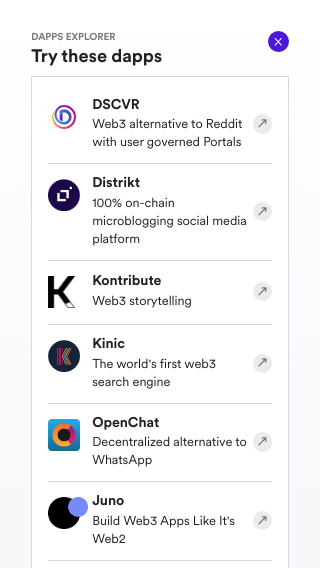 DAPPS EXPLORER
Try these dapps
DSCVR
Web3 alternative to Reddit
with user governed Portals
Distrikt
100% on-chain
microblogging social media
platform
Kontribute
Web3 storytelling
Kinic
The world's first web3
search engine
OpenChat
Decentralized alternative to
WhatsApp
Juno
Build Web3 Apps Like It's
Web2